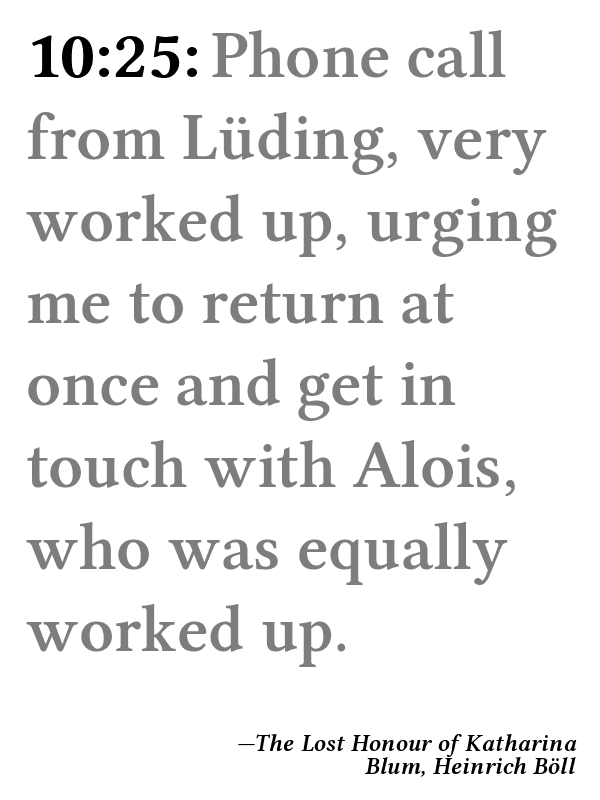 10:25: Phone call
from Lüding, very
worked up, urging
me to return at
once and get in
touch with Alois,
who was equally
worked up.
—The Lost Honour of Katharina
Blum, Heinrich Böll